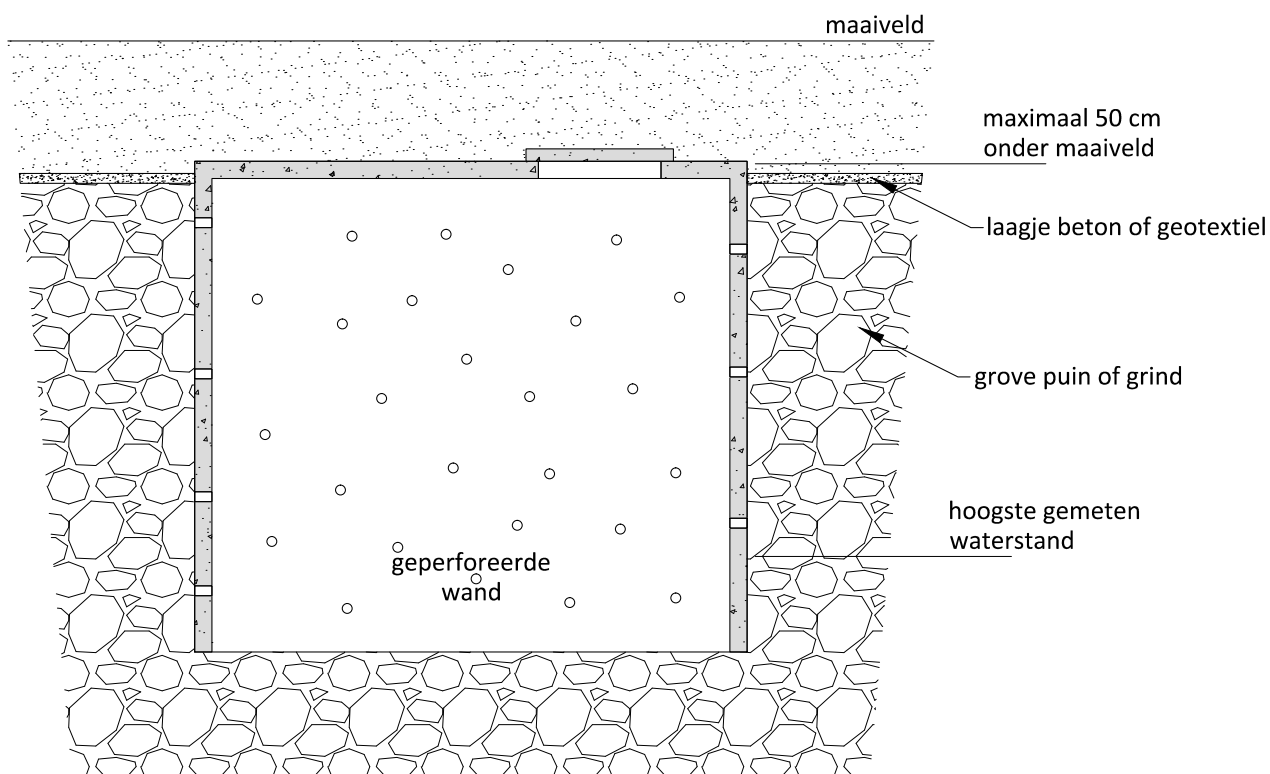 maaiveld
maximaal 50 cm
onder maaiveld
laagje beton of geotextiel
grove puin of grind
hoogste gemeten
waterstand
geperforeerde
wand